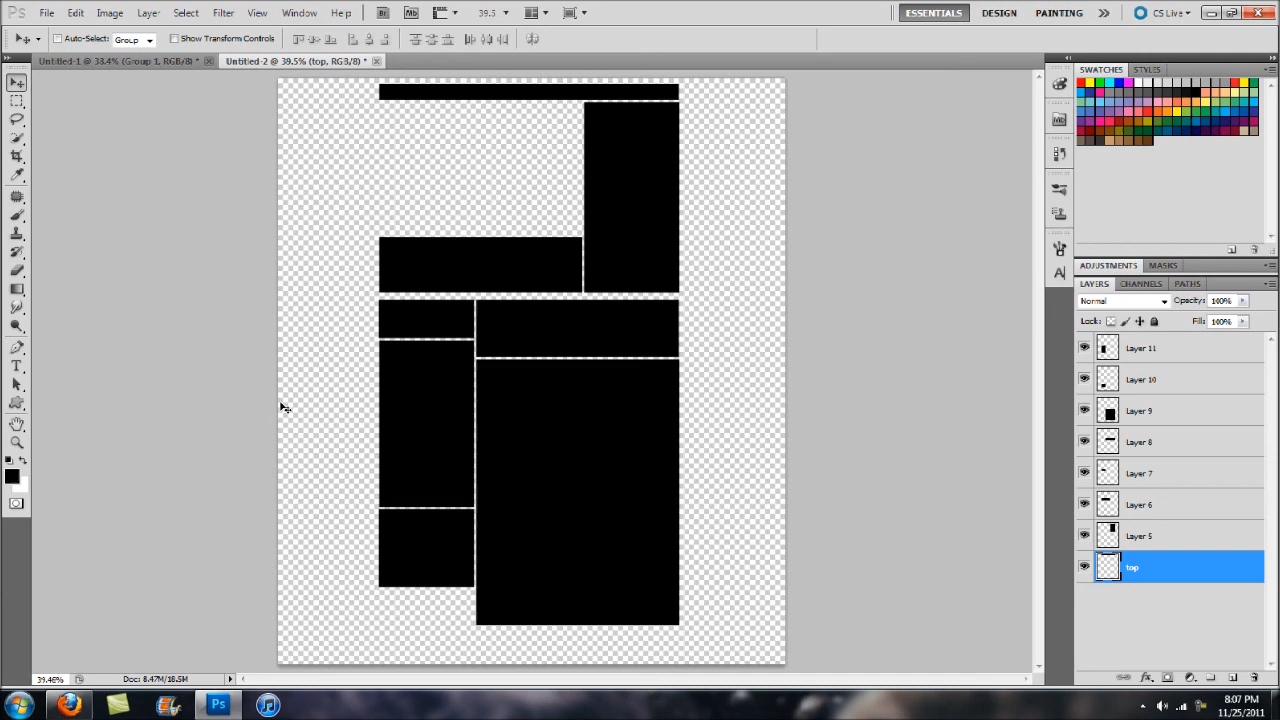 Ps File Edit Image Layer Select Filter View Window Help Br Mb 39.5 ESSENTIALS DESIGN PAINTING CS Live
Auto-Select: Group Show Transform Controls
Untitled-1 @ 33.4% (Group 1, RGB/8) * Untitled-2 @ 39.5% (top, RGB/8) *
SWATCHES STYLES
Mb
ADJUSTMENTS MASKS
LAYERS CHANNELS PATHS
Normal Opacity: 100%
Lock: Fill: 100%
Layer 11
Layer 10
Layer 9
Layer 8
Layer 7
Layer 6
Layer 5
top
39.46% Doc: 8.47M/18.5M
Ps 8:07 PM
11/25/2011